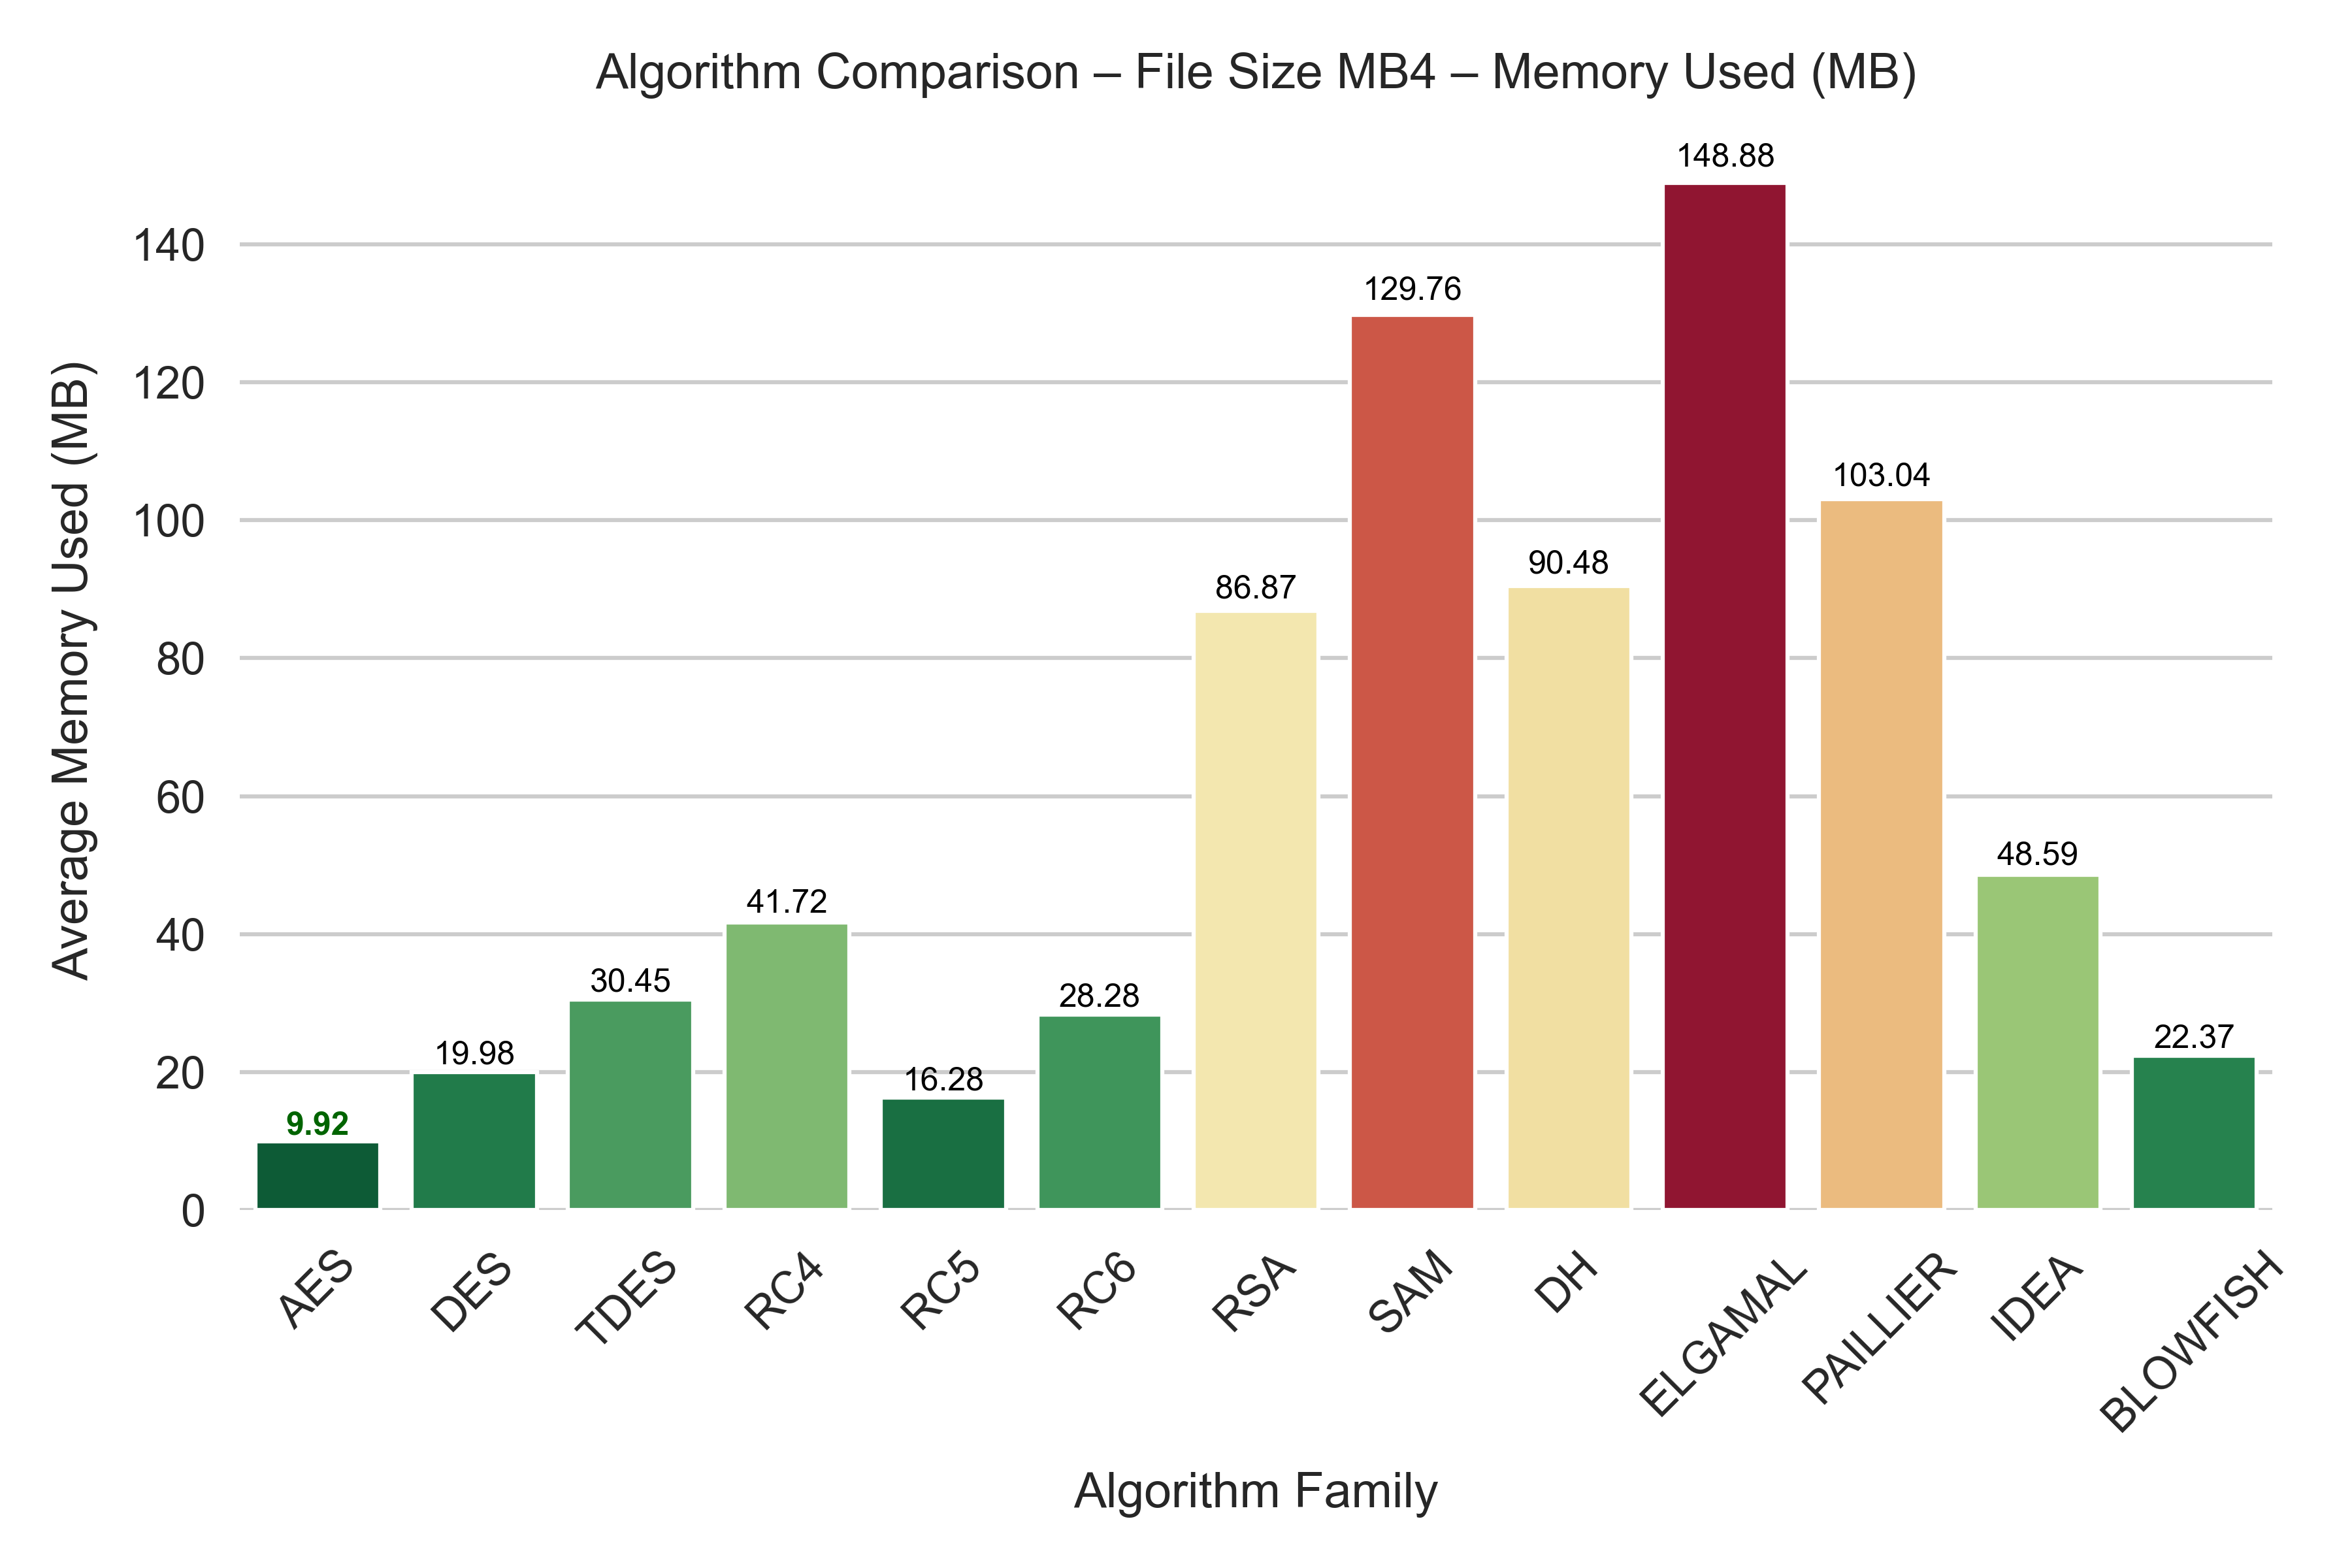 Algorithm Comparison – File Size MB4 – Memory Used (MB)
Average Memory Used (MB)
140
120
100
80
60
40
20
0
9.92
19.98
30.45
41.72
16.28
28.28
86.87
129.76
90.48
148.88
103.04
48.59
22.37
AES
DES
TDES
RC4
RC5
RC6
RSA
SAM
DH
ELGAMAL
PAILLIER
IDEA
BLOWFISH
Algorithm Family